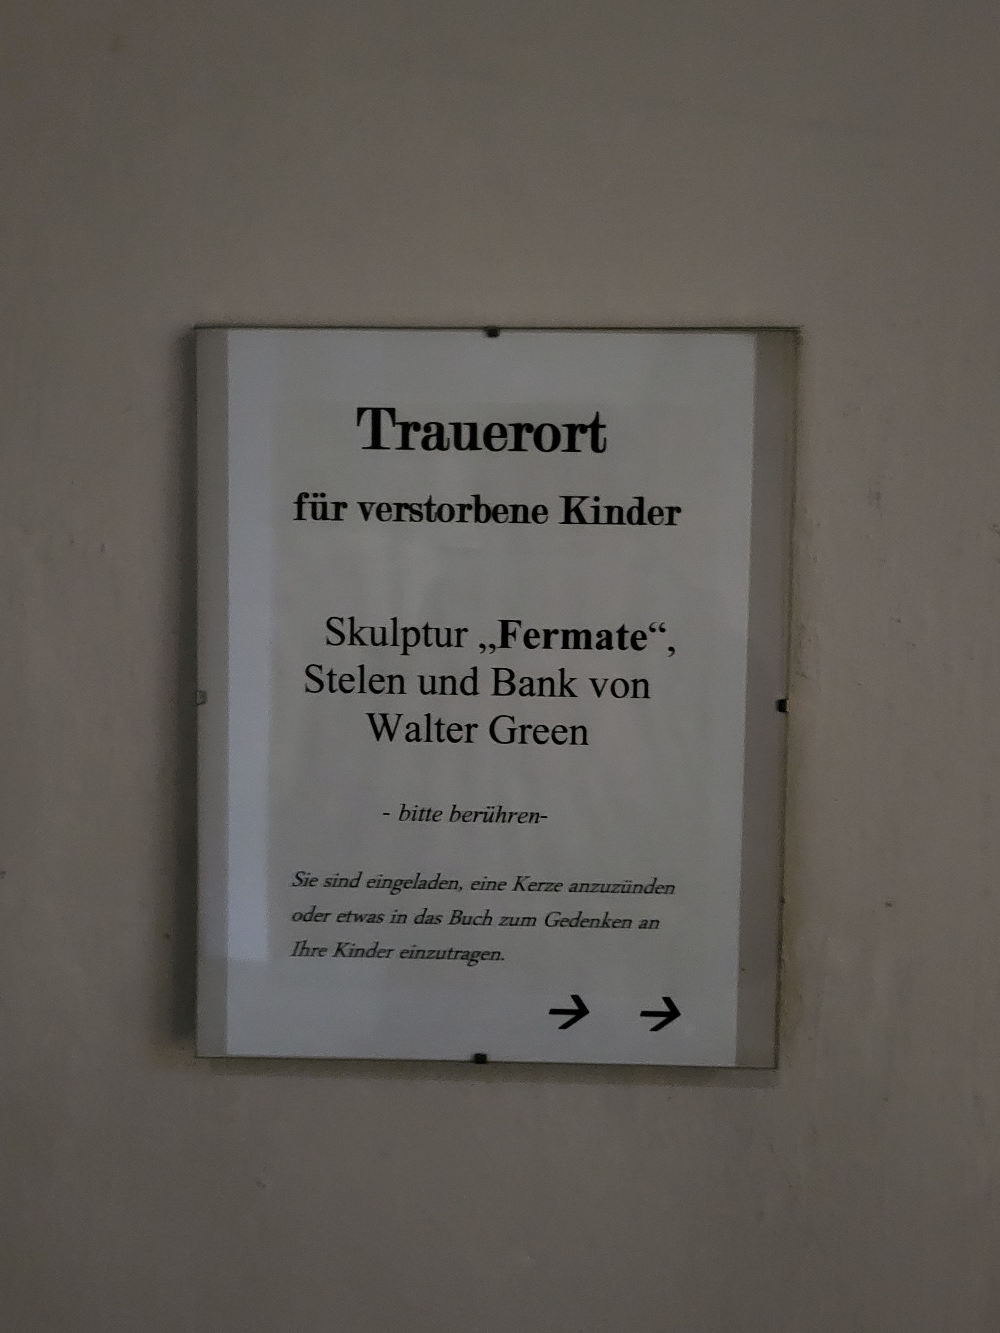 Trauerort
für verstorbene Kinder
Skulptur „Fermate“,
Stelen und Bank von
Walter Green
- bitte berühren-
Sie sind eingeladen, eine Kerze anzuzünden
oder etwas in das Buch zum Gedenken an
Ihre Kinder einzutragen.
→ →